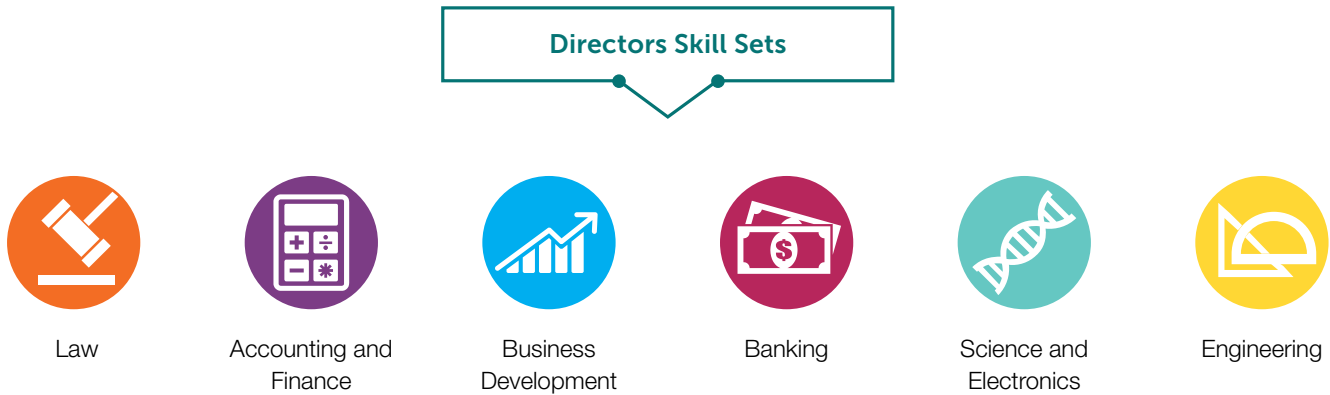 Directors Skill Sets
Law
Accounting and
Finance
Business
Development
Banking
Science and
Electronics
Engineering